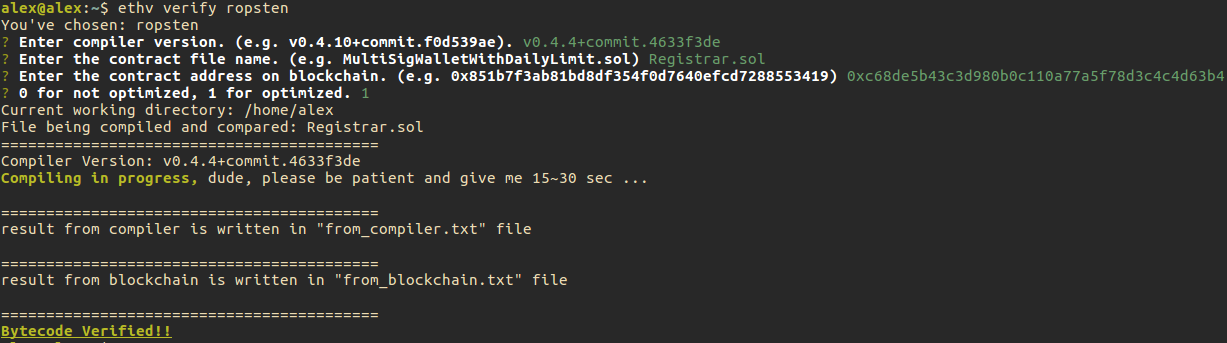 alex@alex:~$ ethv verify ropsten
You've chosen: ropsten
? Enter compiler version. (e.g. v0.4.10+commit.f0d539ae). v0.4.4+commit.4633f3de
? Enter the contract file name. (e.g. MultiSigWalletWithDailyLimit.sol) Registrar.sol
? Enter the contract address on blockchain. (e.g. 0x851b7f3ab81bd8df354f0d7640efcd7288553419) 0xc68de5b43c3d980b0c110a77a5f78d3c4c4d63b4
? 0 for not optimized, 1 for optimized. 1
Current working directory: /home/alex
File being compiled and compared: Registrar.sol
==========================================
Compiler Version: v0.4.4+commit.4633f3de
Compiling in progress, dude, please be patient and give me 15~30 sec ...
==========================================
result from compiler is written in "from_compiler.txt" file
==========================================
result from blockchain is written in "from_blockchain.txt" file
==========================================
Bytecode Verified!!